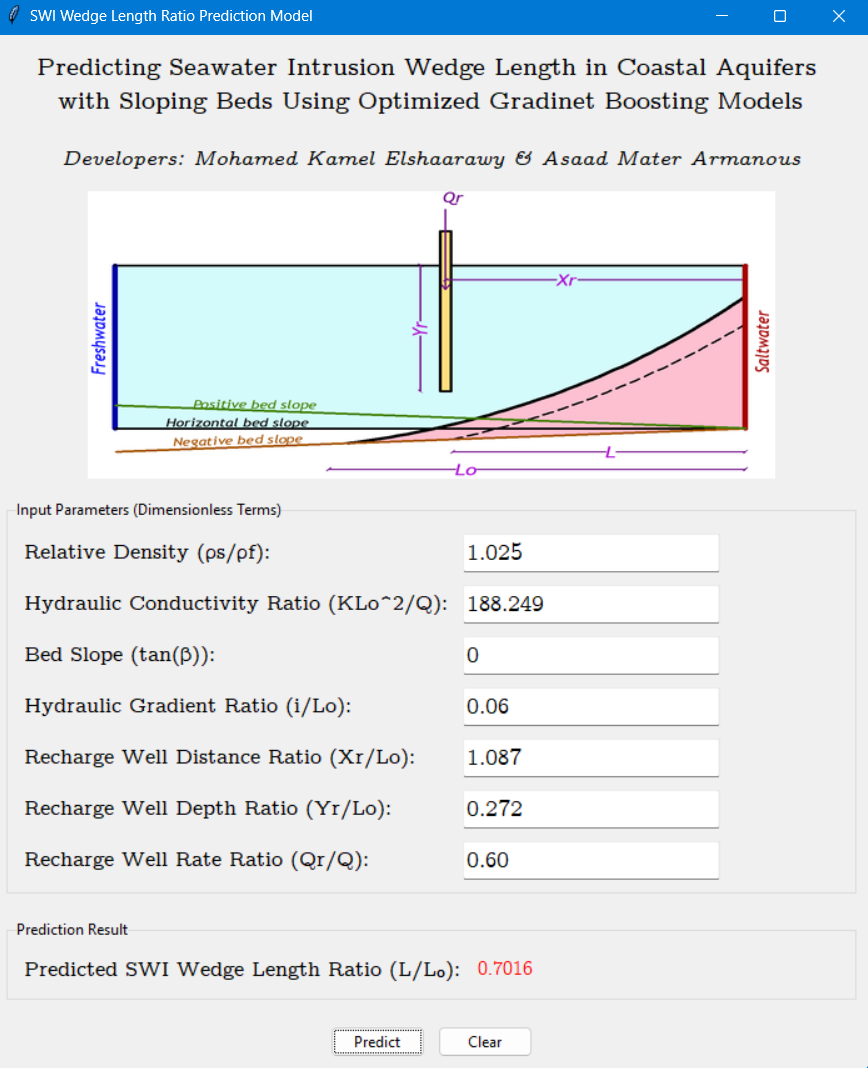 SWI Wedge Length Ratio Prediction Model
Predicting Seawater Intrusion Wedge Length in Coastal Aquifers
with Sloping Beds Using Optimized Gradinet Boosting Models
Developers: Mohamed Kamel Elshaarawy & Asaad Mater Armanous
Qr
Xr
Yr
Freshwater
Saltwater
Positive bed slope
Horizontal bed slope
Negative bed slope
L
Lo
Input Parameters (Dimensionless Terms)
Relative Density (ρs/ρf): 1.025
Hydraulic Conductivity Ratio (KLo^2/Q): 188.249
Bed Slope (tan(β)): 0
Hydraulic Gradient Ratio (i/Lo): 0.06
Recharge Well Distance Ratio (Xr/Lo): 1.087
Recharge Well Depth Ratio (Yr/Lo): 0.272
Recharge Well Rate Ratio (Qr/Q): 0.60
Prediction Result
Predicted SWI Wedge Length Ratio (L/Lₒ): 0.7016
Predict Clear